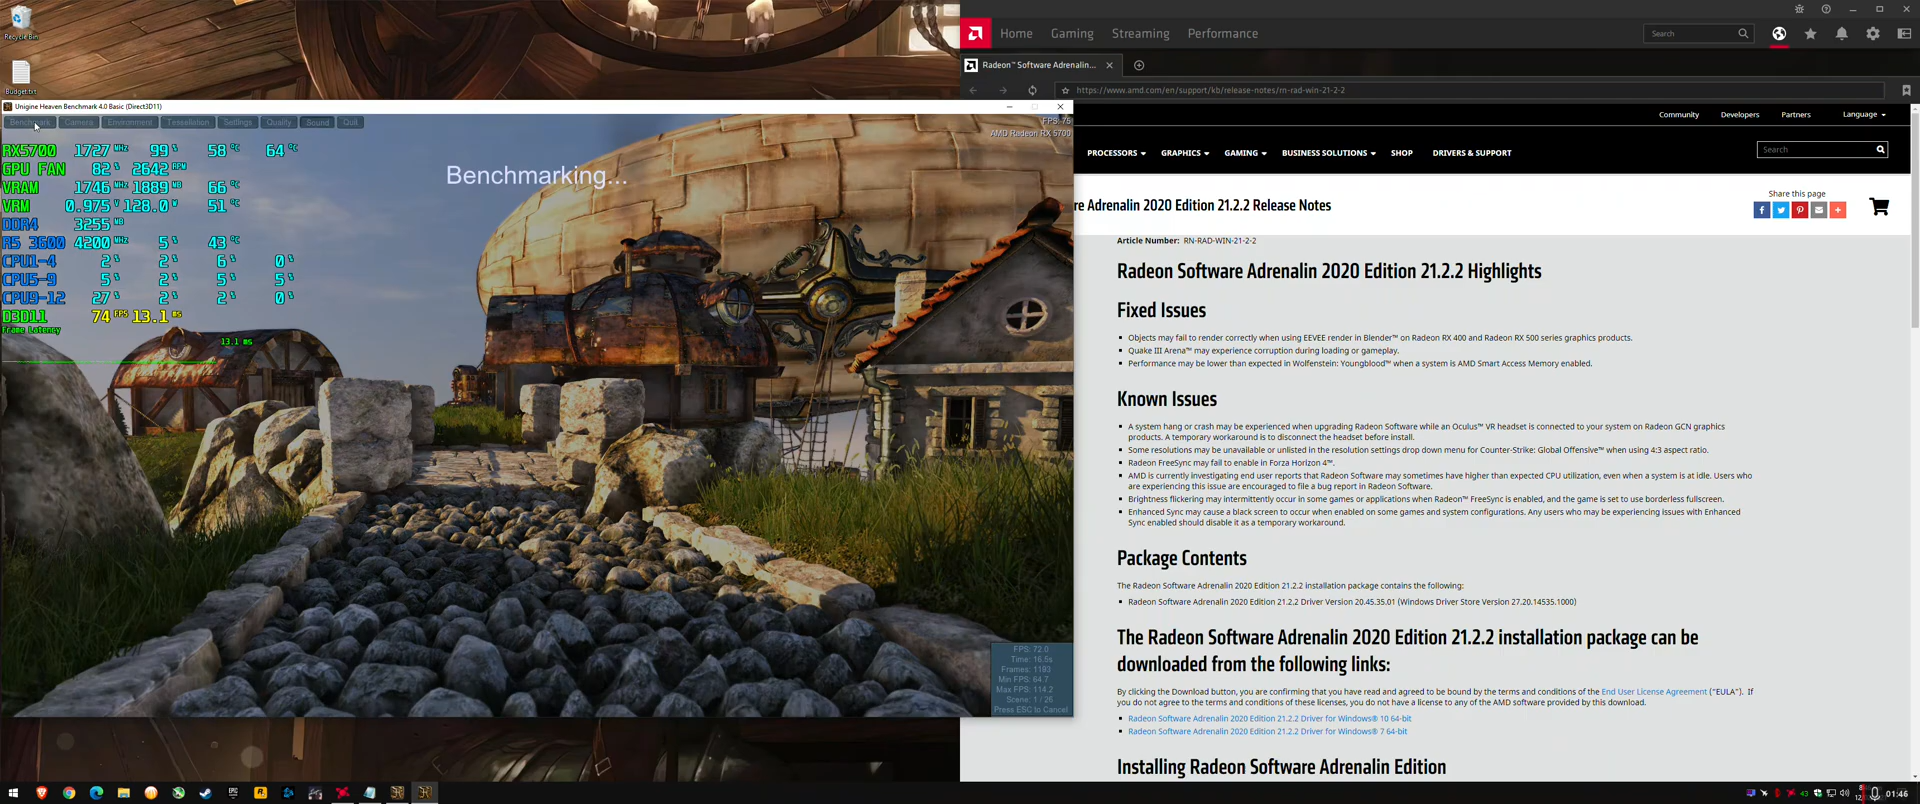 Recycle Bin
Budget.txt
Unigine Heaven Benchmark 4.0 Basic (Direct3D11)
Benchmark Camera Environment Tessellation Settings Quality Sound Quit
FPS: 75
AMD Radeon RX 5700
RX5700 1727 MHz 99 % 58 °C 64 °C
GPU FAN 82 % 2642 RPM
VRAM 1746 MHz 1889 MB 66 °C
VRM 0.975 V 128.0 W 51 °C
DDR4 3255 MB
R5 3600 4200 MHz 5 % 43 °C
CPU1-4 2 % 2 % 6 % 0 %
CPU5-9 5 % 2 % 5 % 5 %
CPU9-12 27 % 2 % 2 % 0 %
D3D11 74 FPS 13.1 ms
Frame Latency
13.1 ms
Benchmarking...
FPS: 72.0
Time: 16.5s
Frames: 1193
Min FPS: 64.7
Max FPS: 114.2
Scene: 1 / 26
Press ESC to Cancel
Home Gaming Streaming Performance
Search
Radeon™ Software Adrenalin...
https://www.amd.com/en/support/kb/release-notes/rn-rad-win-21-2-2
Community Developers Partners Language
PROCESSORS GRAPHICS GAMING BUSINESS SOLUTIONS SHOP DRIVERS & SUPPORT
Search
re Adrenalin 2020 Edition 21.2.2 Release Notes
Share this page
Article Number: RN-RAD-WIN-21-2-2
Radeon Software Adrenalin 2020 Edition 21.2.2 Highlights
Fixed Issues
Objects may fail to render correctly when using EEVEE render in Blender™ on Radeon RX 400 and Radeon RX 500 series graphics products.
Quake III Arena™ may experience corruption during loading or gameplay.
Performance may be lower than expected in Wolfenstein: Youngblood™ when a system is AMD Smart Access Memory enabled.
Known Issues
A system hang or crash may be experienced when upgrading Radeon Software while an Oculus™ VR headset is connected to your system on Radeon GCN graphics
products. A temporary workaround is to disconnect the headset before install.
Some resolutions may be unavailable or unlisted in the resolution settings drop down menu for Counter-Strike: Global Offensive™ when using 4:3 aspect ratio.
Radeon FreeSync may fail to enable in Forza Horizon 4™.
AMD is currently investigating end user reports that Radeon Software may sometimes have higher than expected CPU utilization, even when a system is at idle. Users who
are experiencing this issue are encouraged to file a bug report in Radeon Software.
Brightness flickering may intermittently occur in some games or applications when Radeon™ FreeSync is enabled, and the game is set to use borderless fullscreen.
Enhanced Sync may cause a black screen to occur when enabled on some games and system configurations. Any users who may be experiencing issues with Enhanced
Sync enabled should disable it as a temporary workaround.
Package Contents
The Radeon Software Adrenalin 2020 Edition 21.2.2 installation package contains the following:
Radeon Software Adrenalin 2020 Edition 21.2.2 Driver Version 20.45.35.01 (Windows Driver Store Version 27.20.14535.1000)
The Radeon Software Adrenalin 2020 Edition 21.2.2 installation package can be
downloaded from the following links:
By clicking the Download button, you are confirming that you have read and agreed to be bound by the terms and conditions of the End User License Agreement ("EULA"). If
you do not agree to the terms and conditions of these licenses, you do not have a license to any of the AMD software provided by this download.
Radeon Software Adrenalin 2020 Edition 21.2.2 Driver for Windows® 10 64-bit
Radeon Software Adrenalin 2020 Edition 21.2.2 Driver for Windows® 7 64-bit
Installing Radeon Software Adrenalin Edition
EPIC
43
01:46